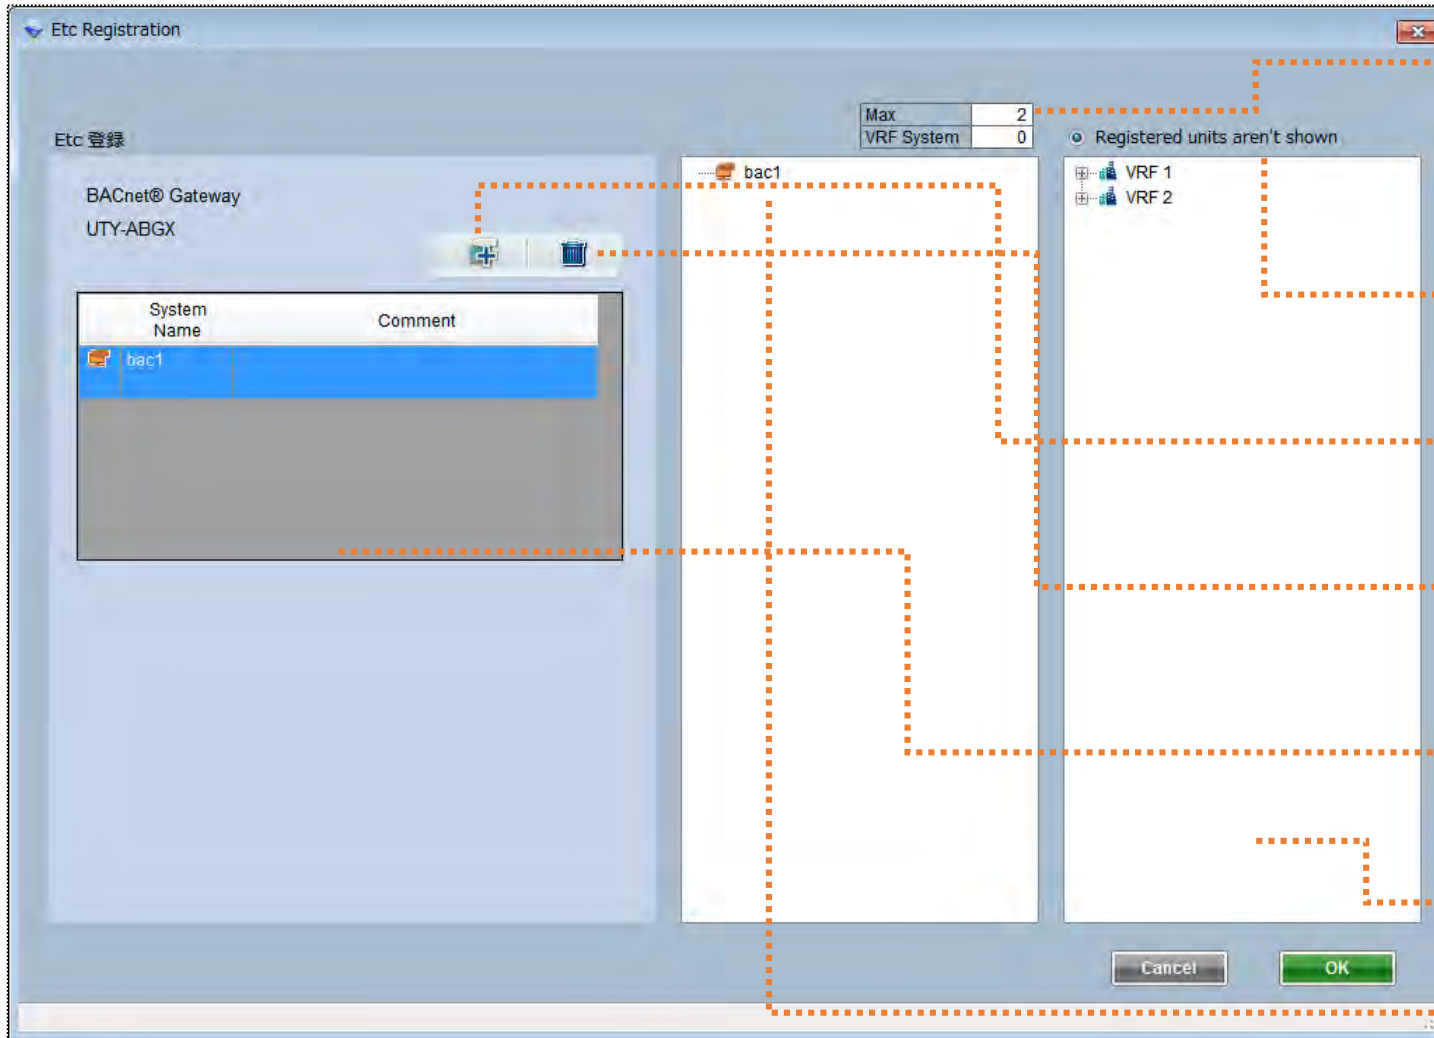 Etc Registration
Max 2
VRF System 0
Etc 登録
Registered units aren't shown
BACnet® Gateway
UTY-ABGX
System Name
Comment
bac1
bac1
VRF 1
VRF 2
Cancel
OK